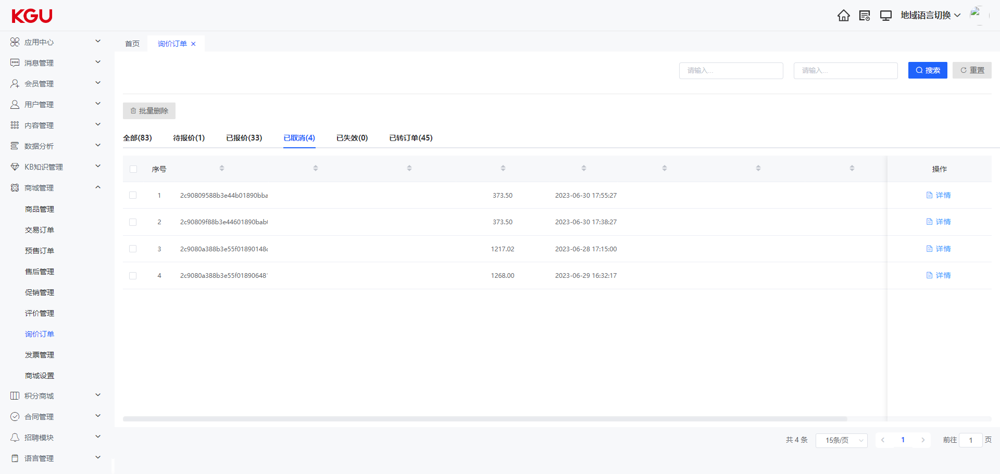 KGU
地域语言切换
应用中心
消息管理
会员管理
用户管理
内容管理
数据分析
KB知识管理
商城管理
商品管理
交易订单
预售订单
售后管理
促销管理
评价管理
询价订单
发票管理
商城设置
积分商城
合同管理
招聘模块
语言管理
首页 询价订单
请输入... 请输入... 搜索 重置
批量删除
全部(83) 待报价(1) 已报价(33) 已取消(4) 已失效(0) 已转订单(45)
序号 操作
1 2c90809588b3e44b01890bba 373.50 2023-06-30 17:55:27 详情
2 2c90809f88b3e44601890bab 373.50 2023-06-30 17:38:27 详情
3 2c9080a388b3e55f01890148 1217.02 2023-06-28 17:15:00 详情
4 2c9080a388b3e55f01890648 1268.00 2023-06-29 16:32:17 详情
共 4 条 15条/页 1 前往 1 页